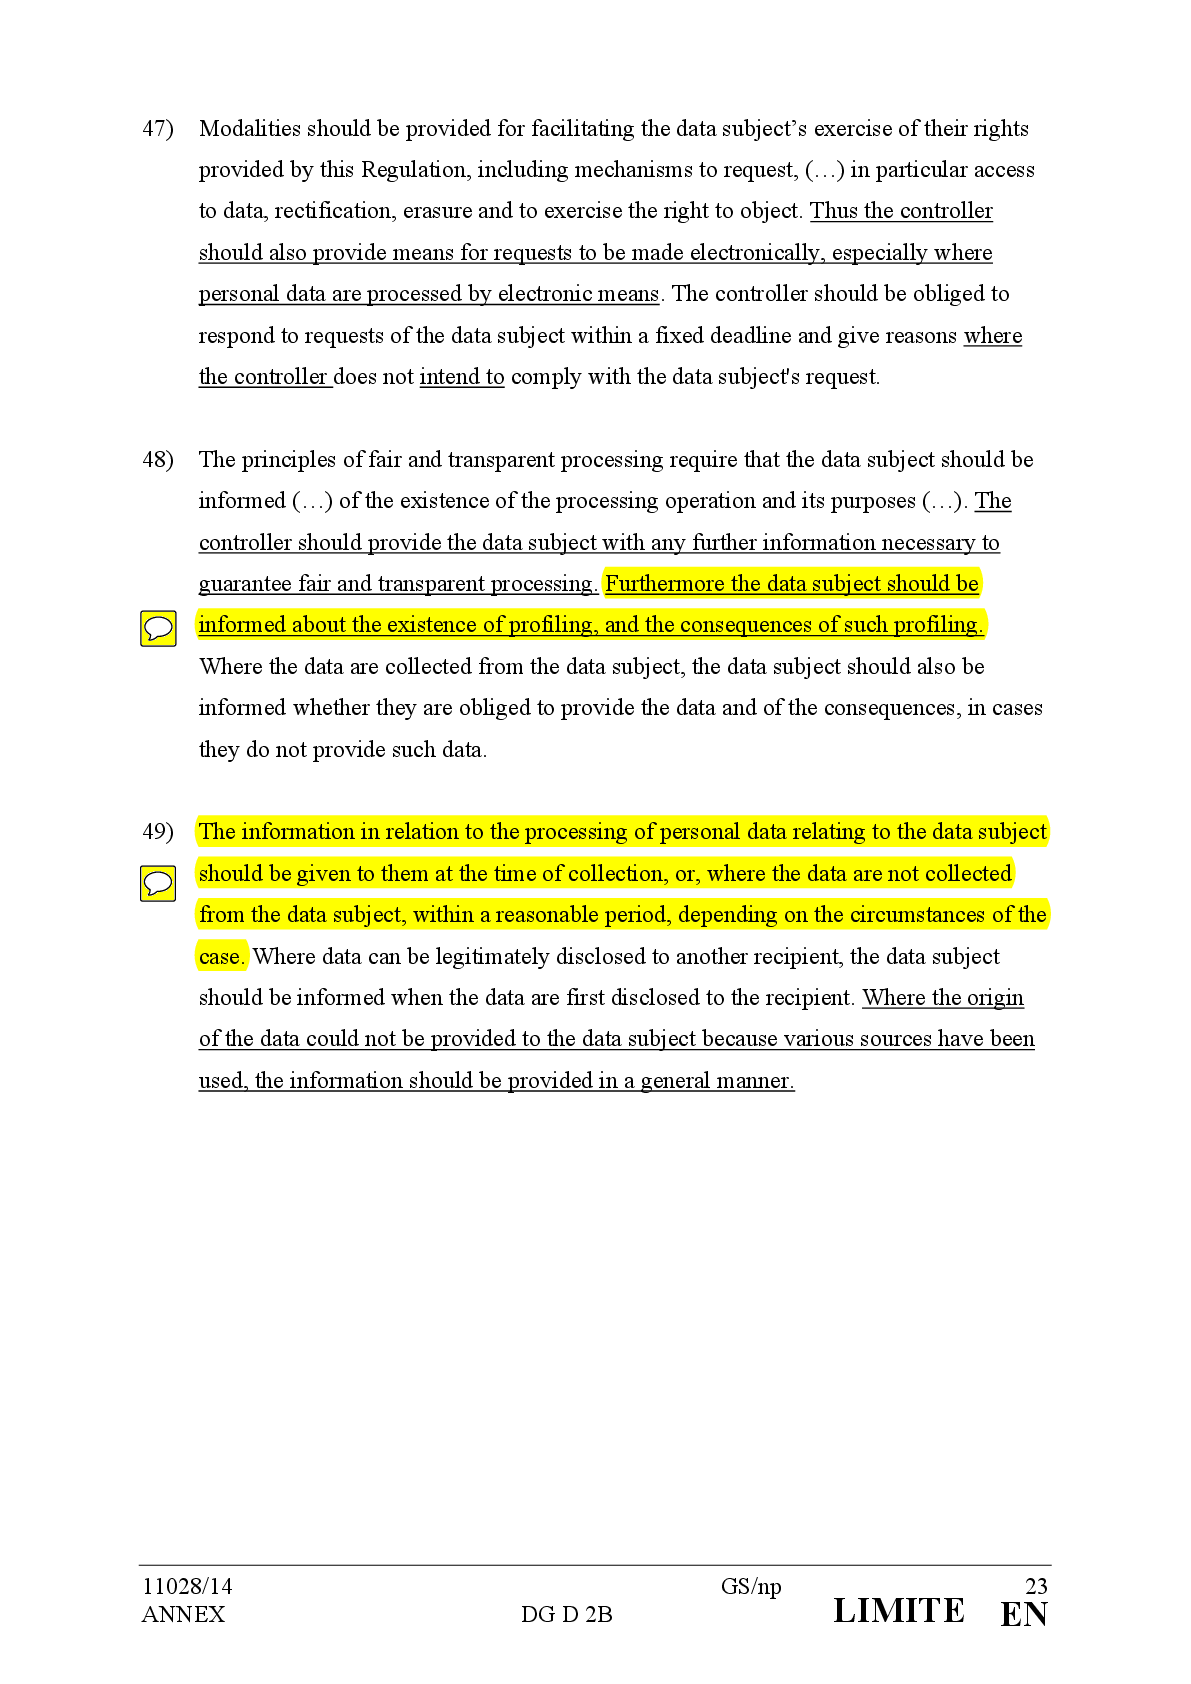 47) Modalities should be provided for facilitating the data subject’s exercise of their rights
provided by this Regulation, including mechanisms to request, (…) in particular access
to data, rectification, erasure and to exercise the right to object. Thus the controller
should also provide means for requests to be made electronically, especially where
personal data are processed by electronic means. The controller should be obliged to
respond to requests of the data subject within a fixed deadline and give reasons where
the controller does not intend to comply with the data subject's request.
48) The principles of fair and transparent processing require that the data subject should be
informed (…) of the existence of the processing operation and its purposes (…). The
controller should provide the data subject with any further information necessary to
guarantee fair and transparent processing. Furthermore the data subject should be
informed about the existence of profiling, and the consequences of such profiling.
Where the data are collected from the data subject, the data subject should also be
informed whether they are obliged to provide the data and of the consequences, in cases
they do not provide such data.
49) The information in relation to the processing of personal data relating to the data subject
should be given to them at the time of collection, or, where the data are not collected
from the data subject, within a reasonable period, depending on the circumstances of the
case. Where data can be legitimately disclosed to another recipient, the data subject
should be informed when the data are first disclosed to the recipient. Where the origin
of the data could not be provided to the data subject because various sources have been
used, the information should be provided in a general manner.
11028/14 GS/np 23
ANNEX DG D 2B LIMITE EN